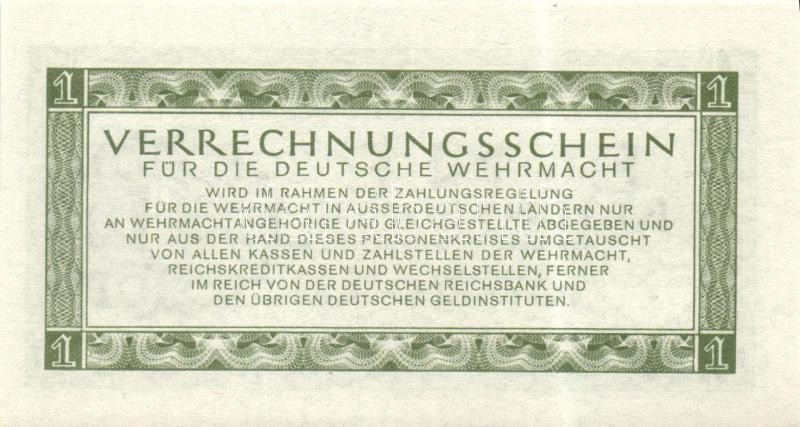 1 1
VERRECHNUNGSSCHEIN
FÜR DIE DEUTSCHE WEHRMACHT
WIRD IM RAHMEN DER ZAHLUNGSREGELUNG
FÜR DIE WEHRMACHT IN AUSSERDEUTSCHEN LÄNDERN NUR
AN WEHRMACHTANGEHÖRIGE UND GLEICHGESTELLTE ABGEGEBEN UND
NUR AUS DER HAND DIESES PERSONENKREISES UMGETAUSCHT
VON ALLEN KASSEN UND ZAHLSTELLEN DER WEHRMACHT,
REICHSKREDITKASSEN UND WECHSELSTELLEN, FERNER
IM REICH VON DER DEUTSCHEN REICHSBANK UND
DEN ÜBRIGEN DEUTSCHEN GELDINSTITUTEN.
1 1